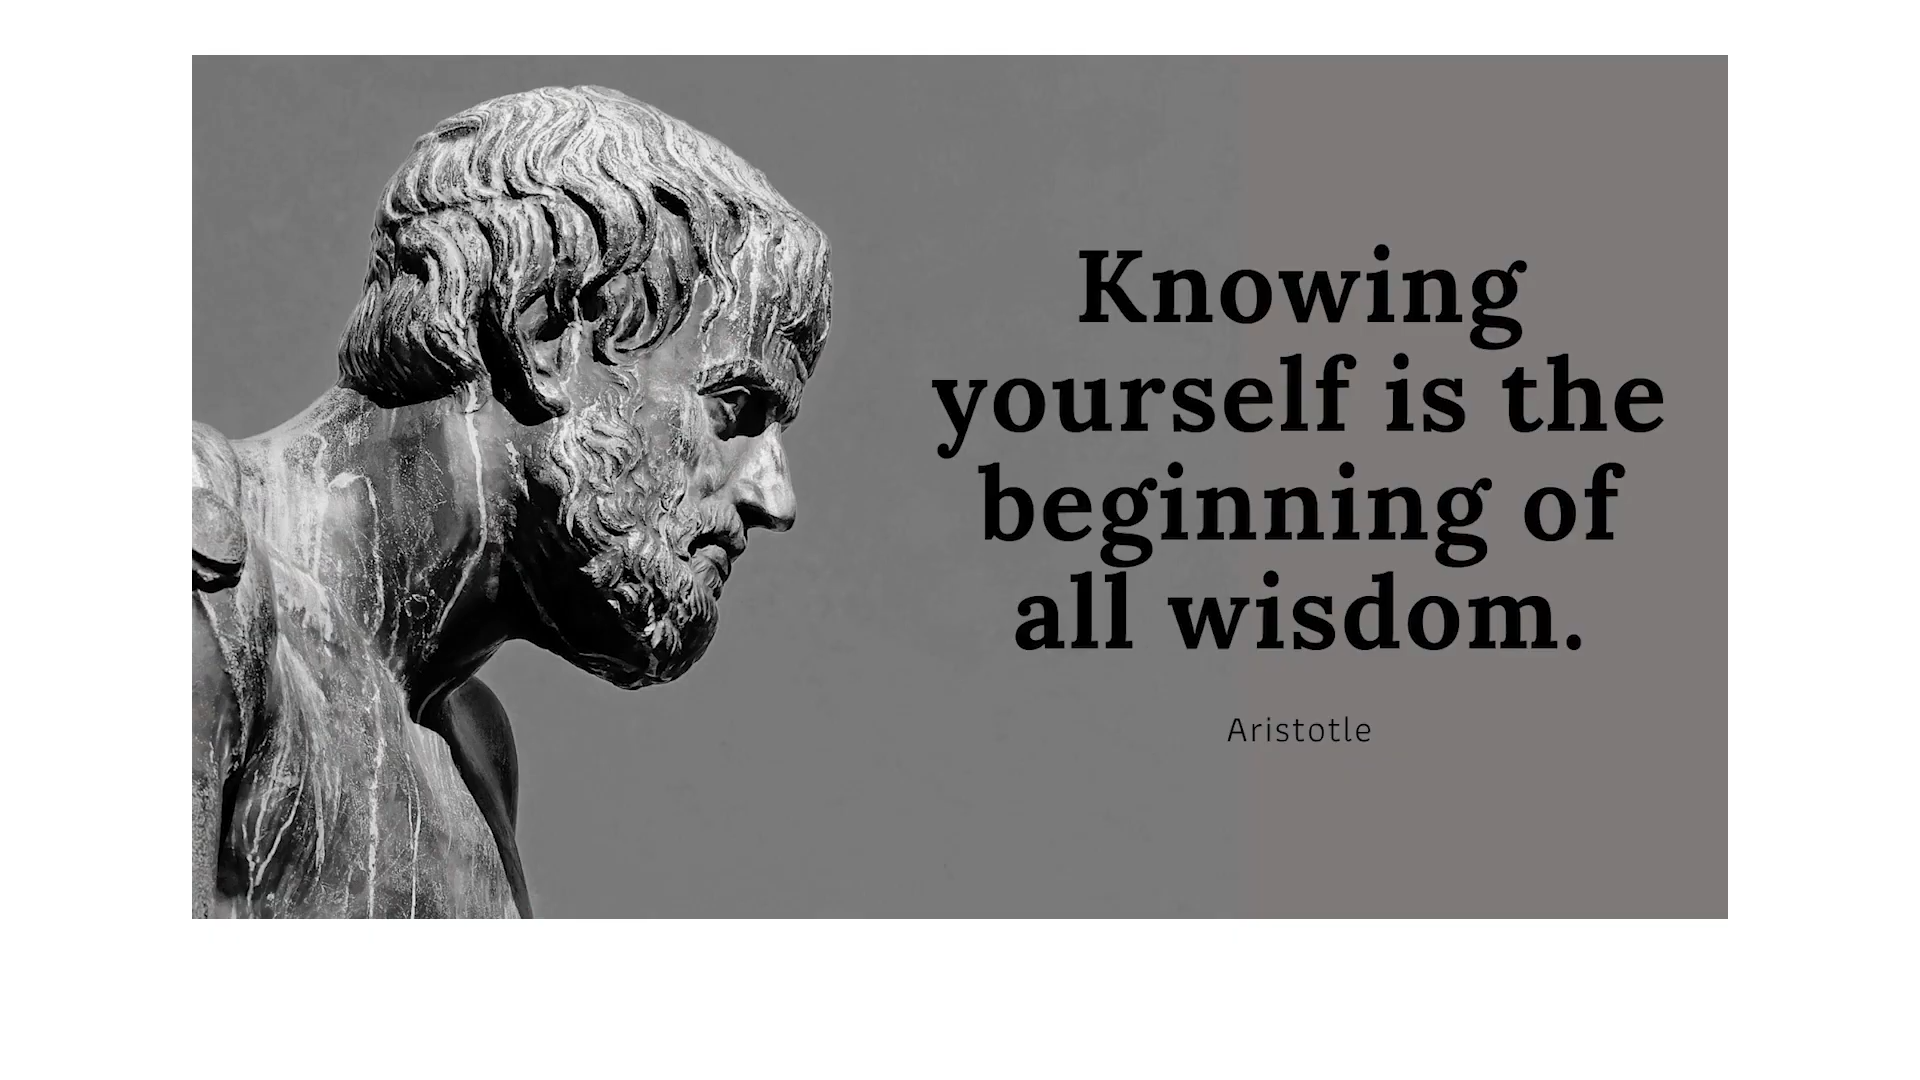 Knowing
yourself is the
beginning of
all wisdom.
Aristotle